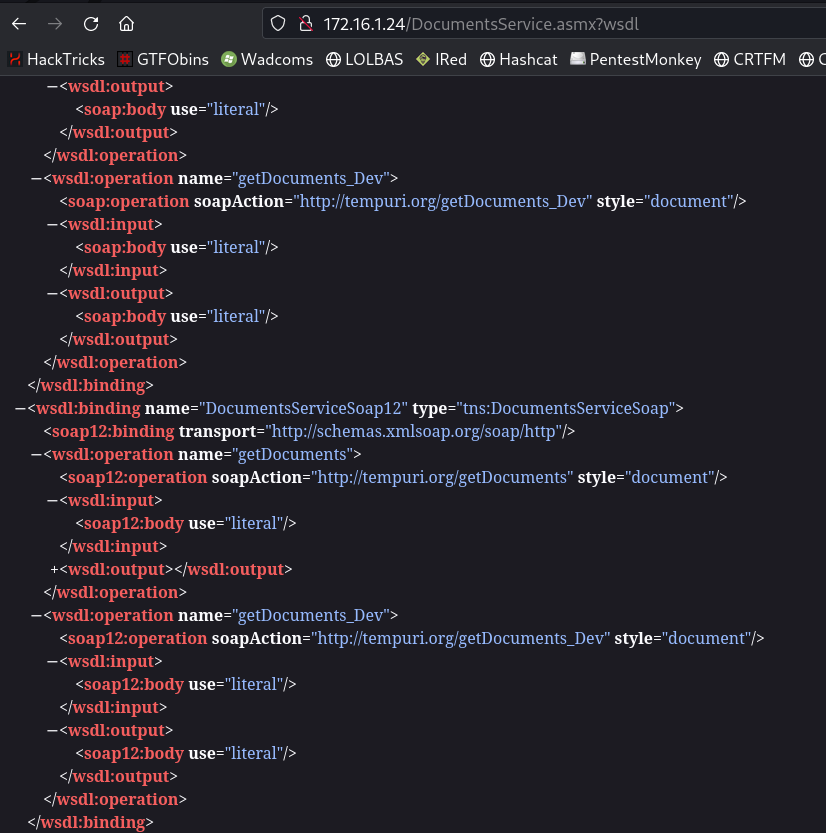 172.16.1.24/DocumentsService.asmx?wsdl
HackTricks GTFObins Wadcoms LOLBAS IRed Hashcat PentestMonkey CRTFM C
−<wsdl:output>
<soap:body use="literal"/>
</wsdl:output>
</wsdl:operation>
−<wsdl:operation name="getDocuments_Dev">
<soap:operation soapAction="http://tempuri.org/getDocuments_Dev" style="document"/>
−<wsdl:input>
<soap:body use="literal"/>
</wsdl:input>
−<wsdl:output>
<soap:body use="literal"/>
</wsdl:output>
</wsdl:operation>
</wsdl:binding>
−<wsdl:binding name="DocumentsServiceSoap12" type="tns:DocumentsServiceSoap">
<soap12:binding transport="http://schemas.xmlsoap.org/soap/http"/>
−<wsdl:operation name="getDocuments">
<soap12:operation soapAction="http://tempuri.org/getDocuments" style="document"/>
−<wsdl:input>
<soap12:body use="literal"/>
</wsdl:input>
+<wsdl:output></wsdl:output>
</wsdl:operation>
−<wsdl:operation name="getDocuments_Dev">
<soap12:operation soapAction="http://tempuri.org/getDocuments_Dev" style="document"/>
−<wsdl:input>
<soap12:body use="literal"/>
</wsdl:input>
−<wsdl:output>
<soap12:body use="literal"/>
</wsdl:output>
</wsdl:operation>
</wsdl:binding>